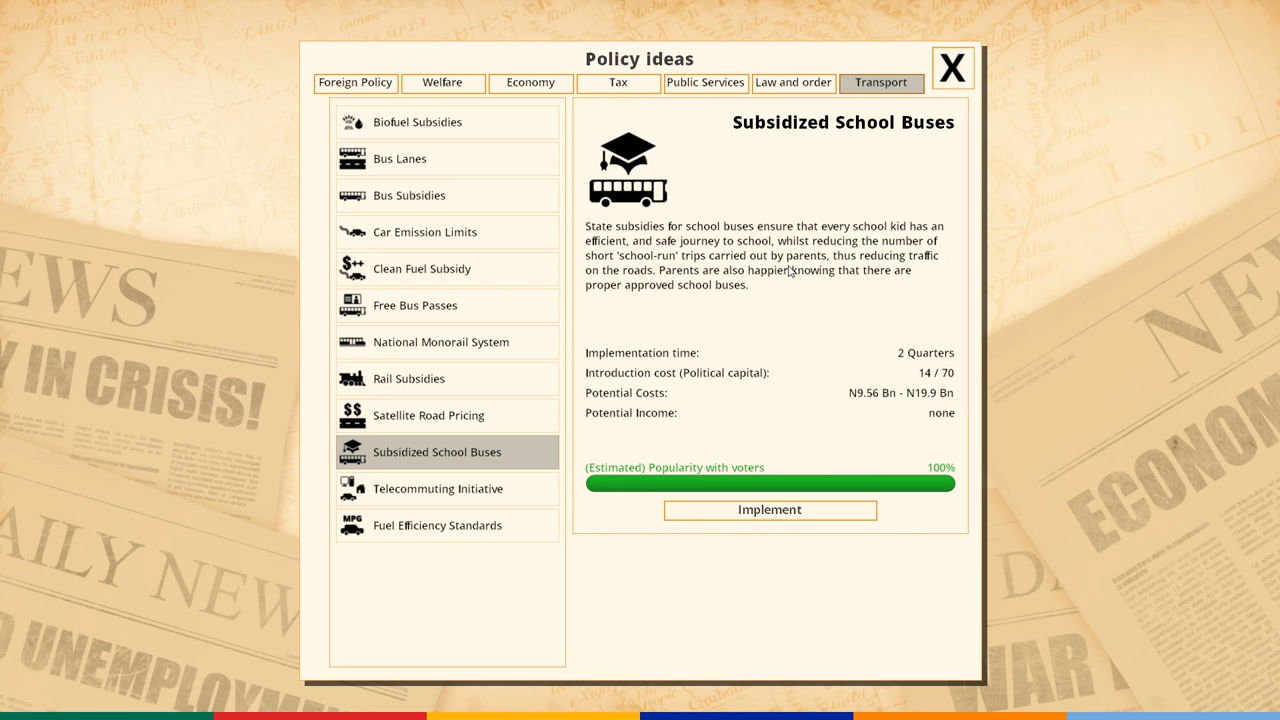 Policy ideas
X
Foreign Policy
Welfare
Economy
Tax
Public Services
Law and order
Transport
Biofuel Subsidies
Bus Lanes
Bus Subsidies
Car Emission Limits
$++
Clean Fuel Subsidy
Free Bus Passes
National Monorail System
Rail Subsidies
$$
Satellite Road Pricing
Subsidized School Buses
Telecommuting Initiative
MPG
Fuel Efficiency Standards
Subsidized School Buses
State subsidies for school buses ensure that every school kid has an
efficient, and safe journey to school, whilst reducing the number of
short 'school-run' trips carried out by parents, thus reducing traffic
on the roads. Parents are also happier knowing that there are
proper approved school buses.
Implementation time: 2 Quarters
Introduction cost (Political capital): 14 / 70
Potential Costs: N9.56 Bn - N19.9 Bn
Potential Income: none
(Estimated) Popularity with voters 100%
Implement
EWS
Y IN CRISIS!
AILY NEW
UNEMPLOYM
NE
ECONOM
DA
WAR